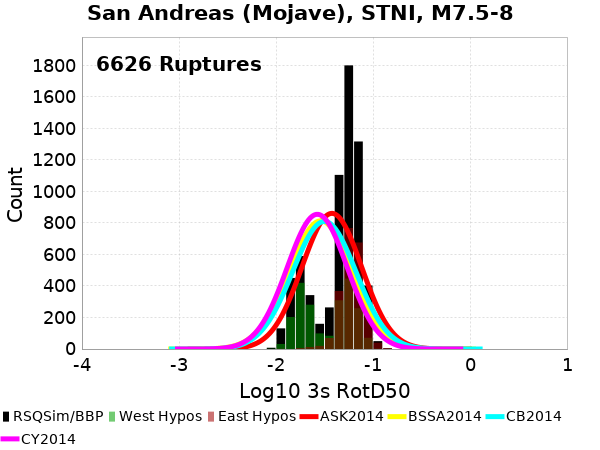 San Andreas (Mojave), STNI, M7.5-8
6626 Ruptures
Count
1800
1600
1400
1200
1000
800
600
400
200
0
-4 -3 -2 -1 0 1
Log10 3s RotD50
RSQSim/BBP West Hypos East Hypos ASK2014 BSSA2014 CB2014
CY2014